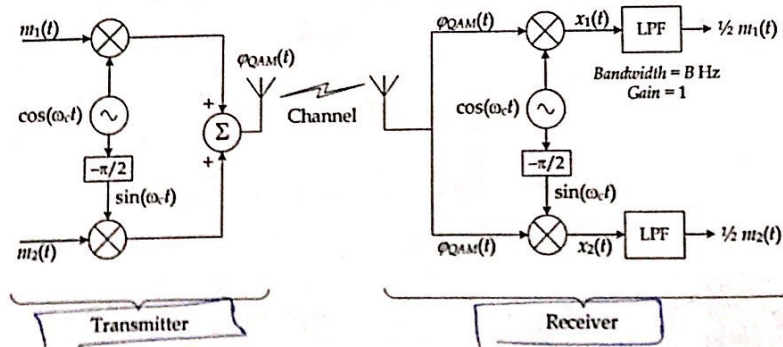 m₁(t)
φQAM(t)
x₁(t)
LPF
½ m₁(t)
φQAM(t)
Bandwidth = B Hz
Gain = 1
cos(ωct)
+
Σ
+
Channel
cos(ωct)
−π/2
−π/2
sin(ωct)
sin(ωct)
m₂(t)
φQAM(t)
x₂(t)
LPF
½ m₂(t)
Transmitter
Receiver